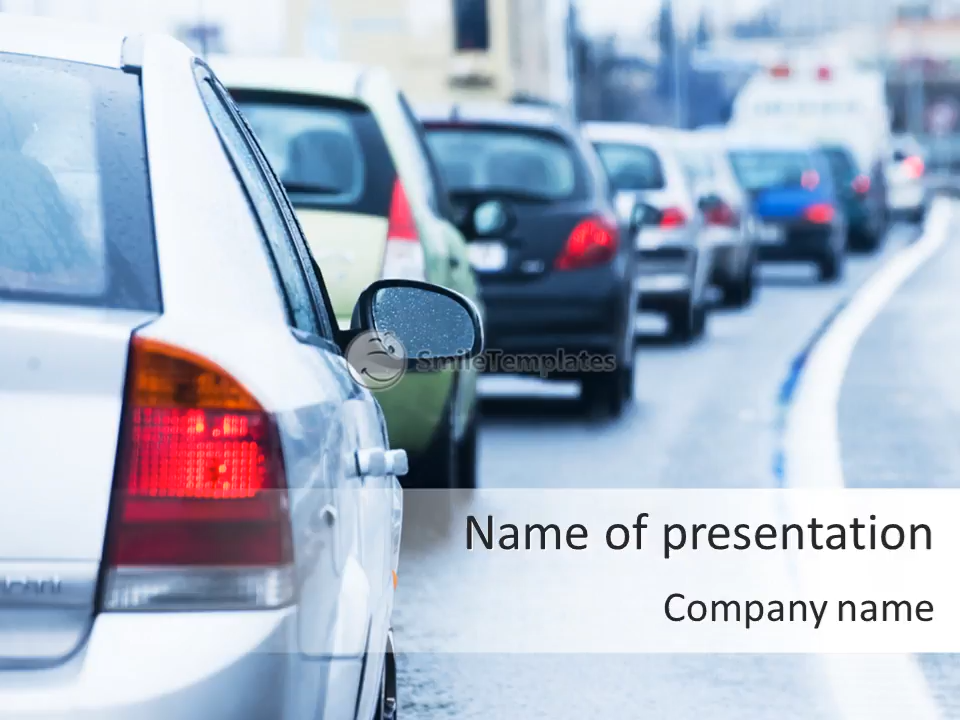 SmileTemplates
Name of presentation
Company name